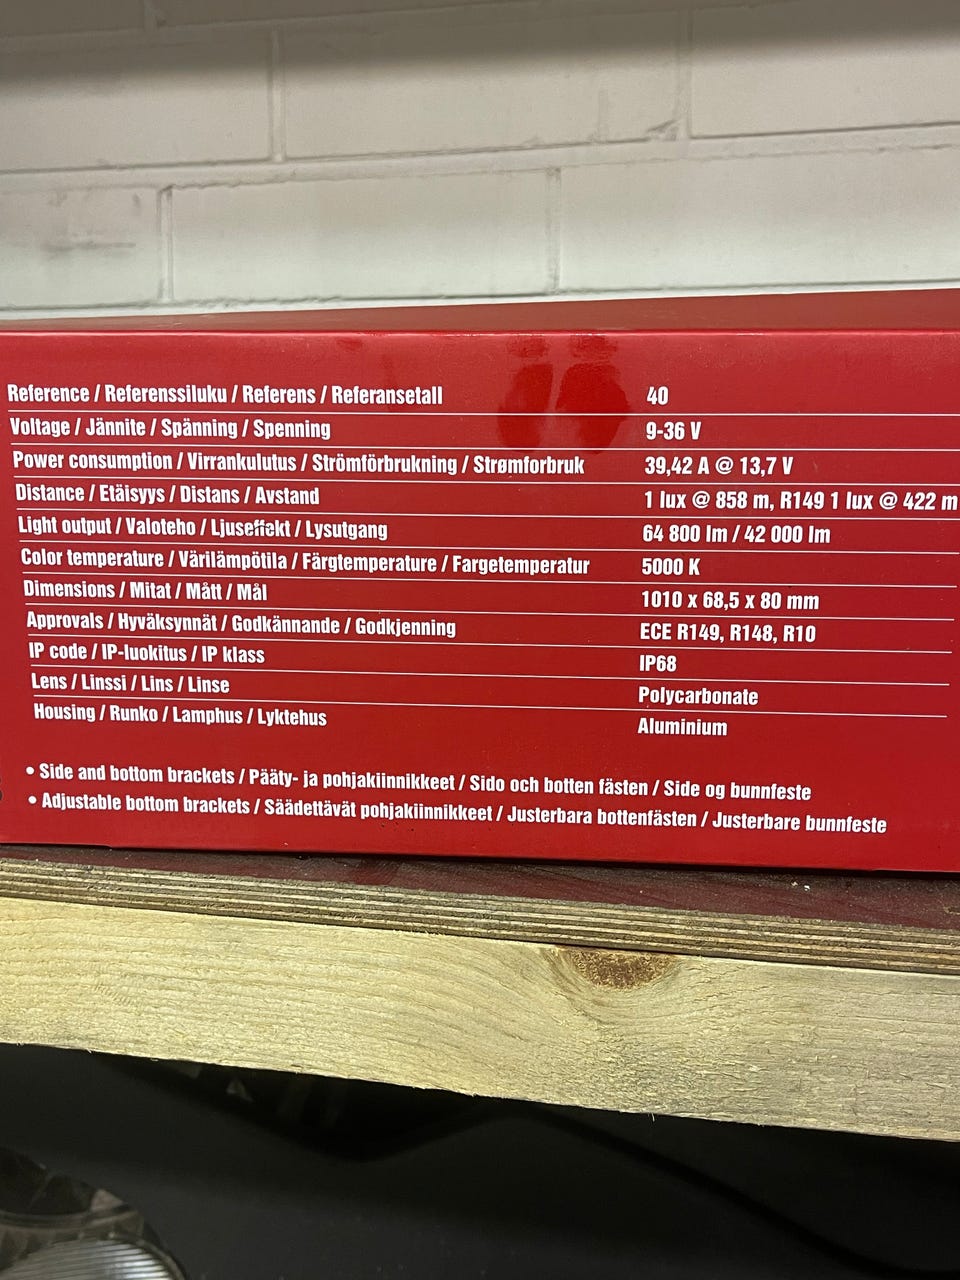 Reference / Referenssiluku / Referens / Referansetall 40
Voltage / Jännite / Spänning / Spenning 9-36 V
Power consumption / Virrankulutus / Strömförbrukning / Strømforbruk 39,42 A @ 13,7 V
Distance / Etäisyys / Distans / Avstand 1 lux @ 858 m, R149 1 lux @ 422 m
Light output / Valoteho / Ljuseffekt / Lysutgang 64 800 lm / 42 000 lm
Color temperature / Värilämpötila / Färgtemperature / Fargetemperatur 5000 K
Dimensions / Mitat / Mått / Mål 1010 x 68,5 x 80 mm
Approvals / Hyväksynnät / Godkännande / Godkjenning ECE R149, R148, R10
IP code / IP-luokitus / IP klass IP68
Lens / Linssi / Lins / Linse Polycarbonate
Housing / Runko / Lamphus / Lyktehus Aluminium
• Side and bottom brackets / Pääty- ja pohjakiinnikkeet / Sido och botten fästen / Side og bunnfeste
• Adjustable bottom brackets / Säädettävät pohjakiinnikkeet / Justerbara bottenfästen / Justerbare bunnfeste